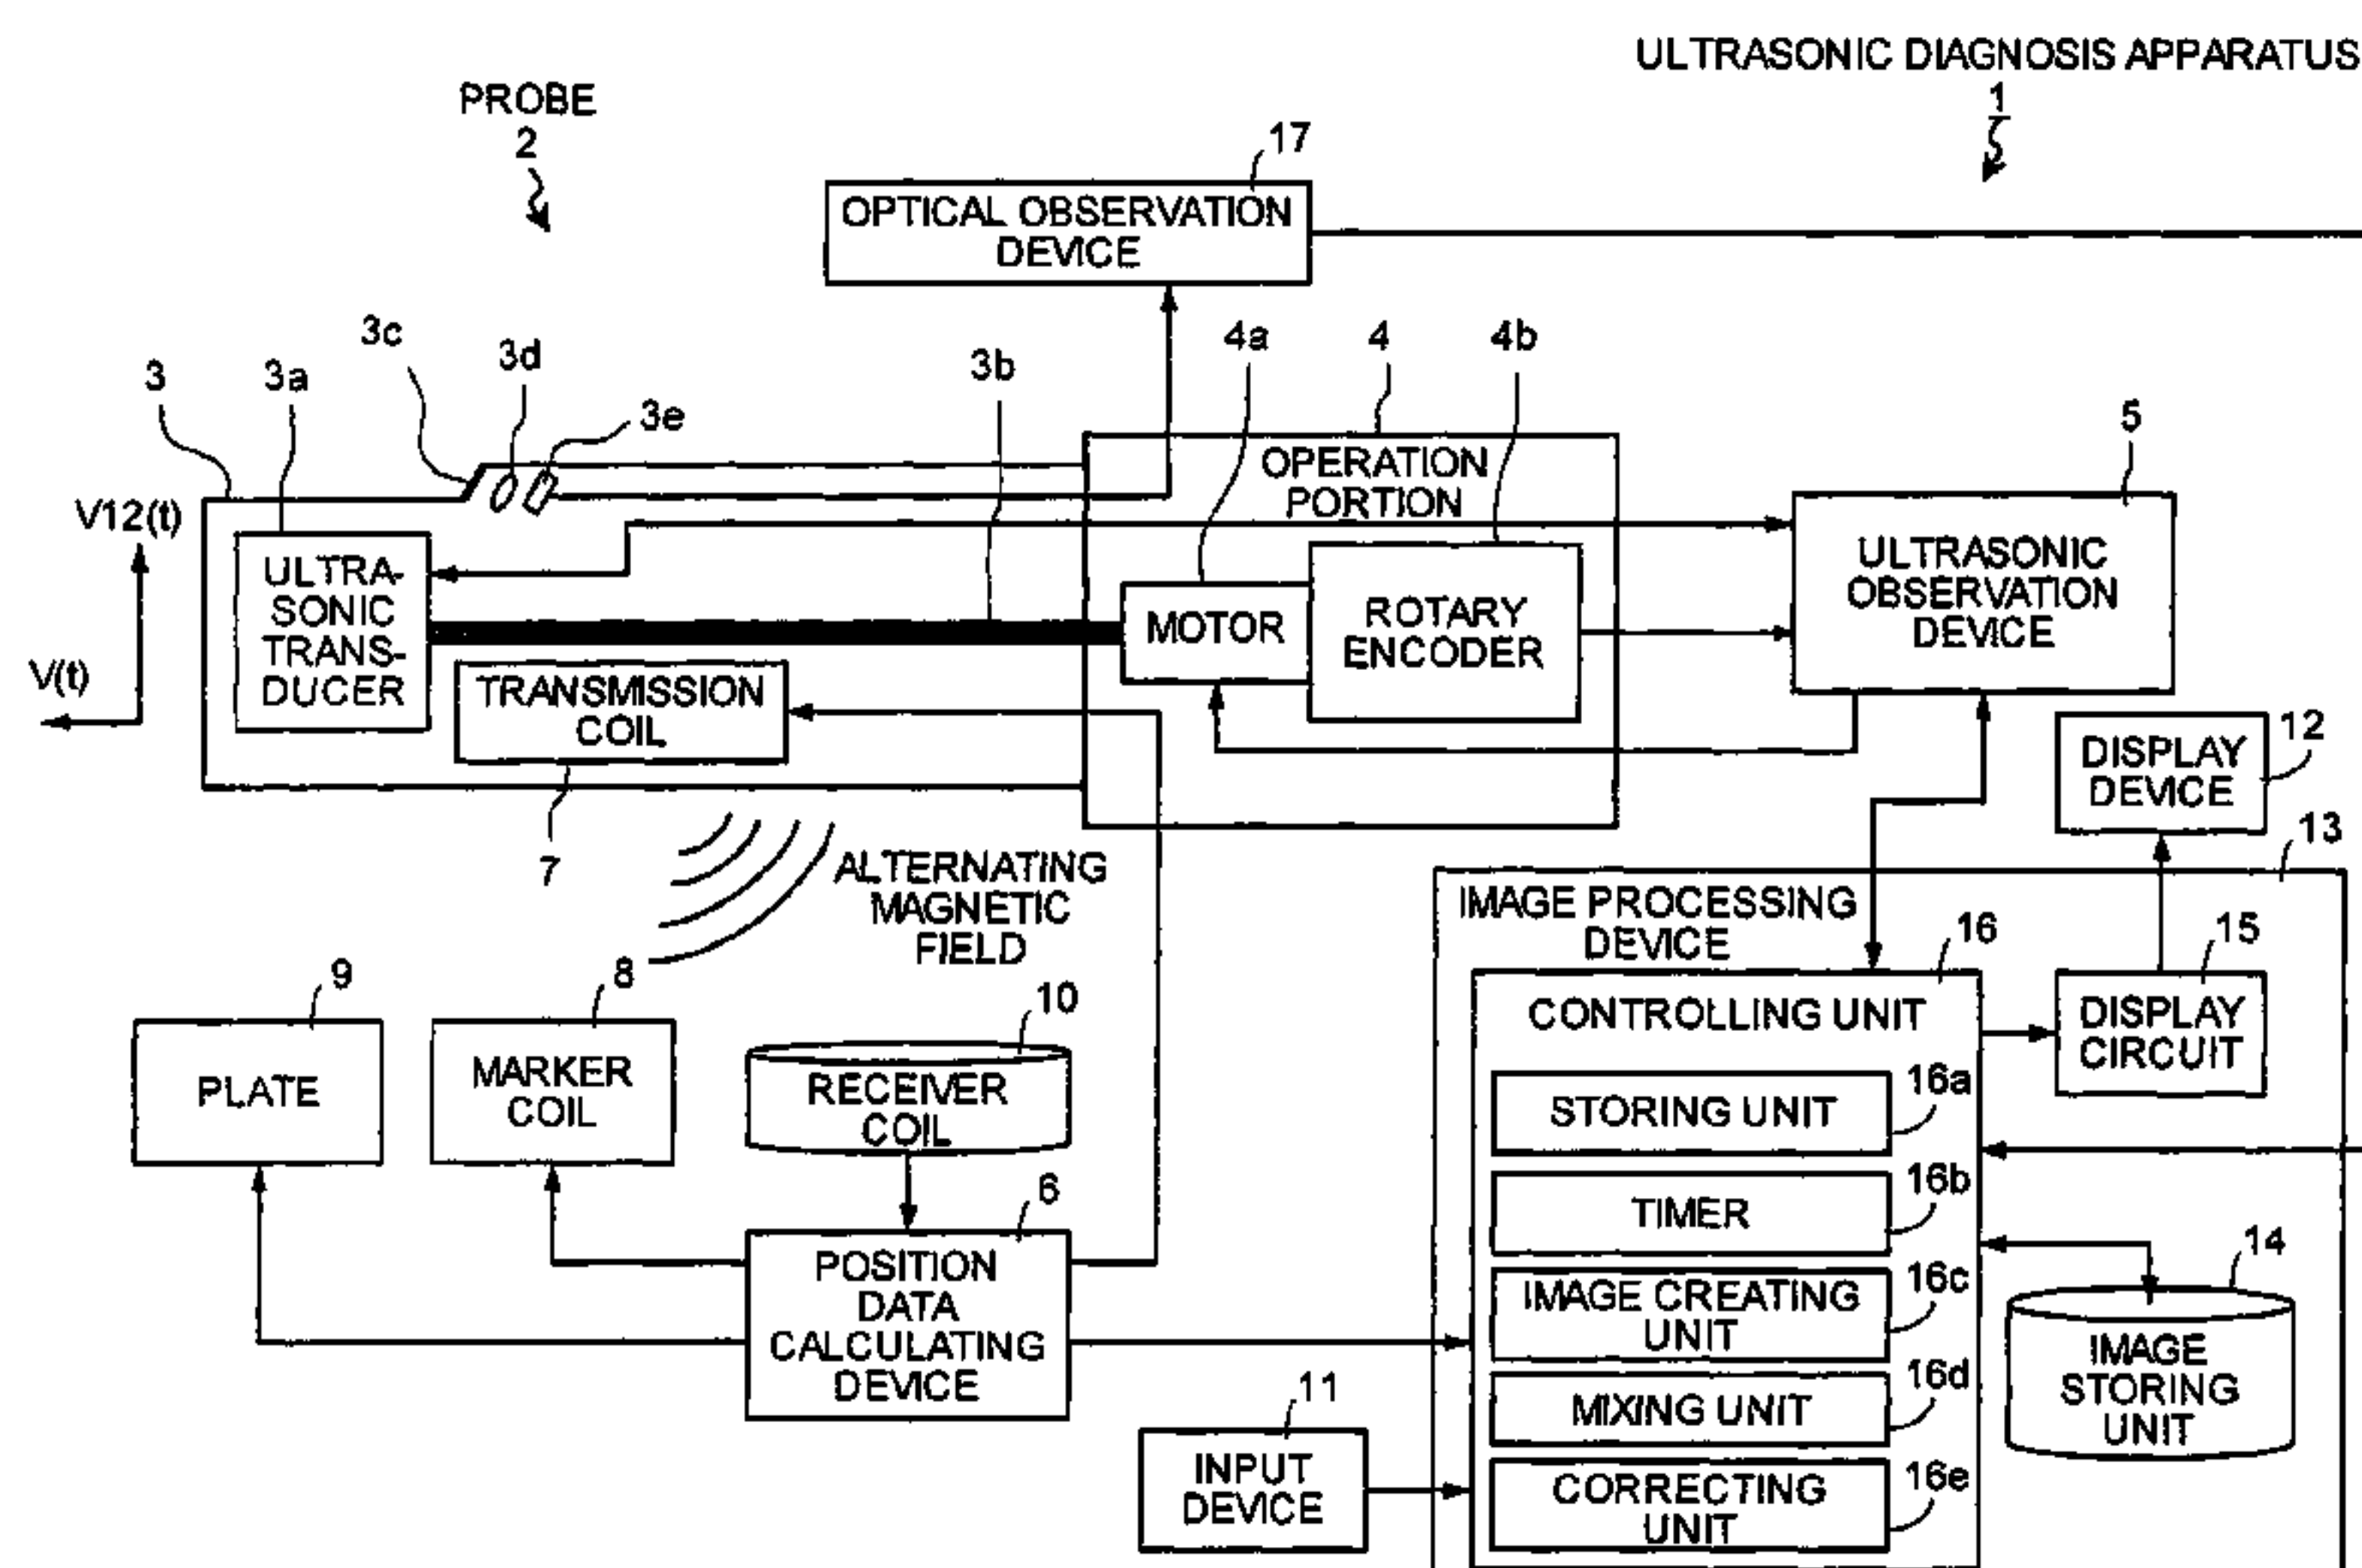 ULTRASONIC DIAGNOSIS APPARATUS
1
PROBE
2
17
OPTICAL OBSERVATION
DEVICE
3
3a
3c
3d
3e
3b
4a
4
4b
5
OPERATION
PORTION
V12(t)
V(t)
ULTRA-
SONIC
TRANS-
DUCER
TRANSMISSION
COIL
7
MOTOR
ROTARY
ENCODER
ULTRASONIC
OBSERVATION
DEVICE
DISPLAY
DEVICE
12
13
ALTERNATING
MAGNETIC
FIELD
9
PLATE
8
MARKER
COIL
10
RECEIVER
COIL
6
POSITION
DATA
CALCULATING
DEVICE
11
INPUT
DEVICE
IMAGE PROCESSING
DEVICE
16
CONTROLLING UNIT
STORING UNIT
16a
TIMER
16b
IMAGE CREATING
UNIT
16c
MIXING UNIT
16d
CORRECTING
UNIT
16e
15
DISPLAY
CIRCUIT
14
IMAGE
STORING
UNIT